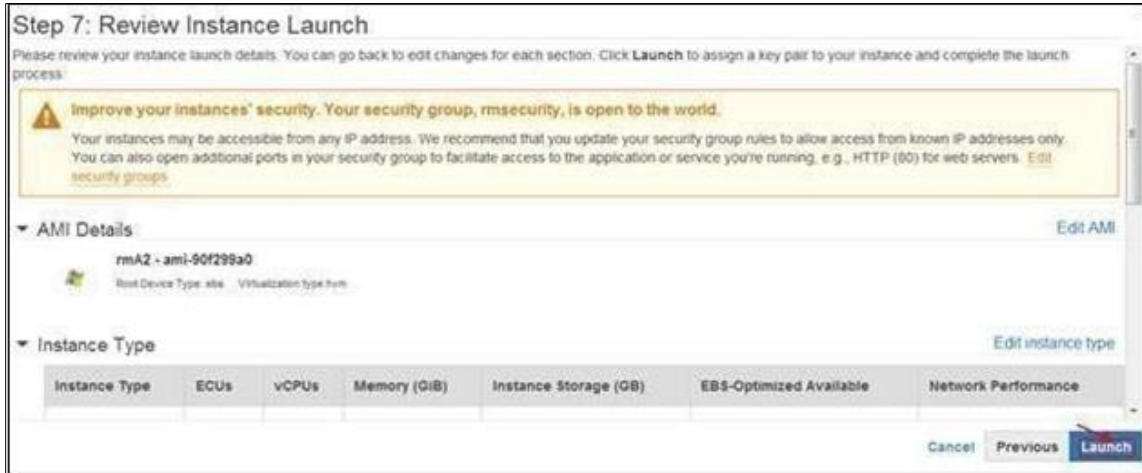 Step 7: Review Instance Launch
Please review your instance launch details. You can go back to edit changes for each section. Click Launch to assign a key pair to your instance and complete the launch
process.
Improve your instances' security. Your security group, rmsecurity, is open to the world.
Your instances may be accessible from any IP address. We recommend that you update your security group rules to allow access from known IP addresses only.
You can also open additional ports in your security group to facilitate access to the application or service you're running, e.g., HTTP (80) for web servers. Edit
security groups
AMI Details Edit AMI
rmA2 - ami-90f299a0
Root Device Type: ebs Virtualization type: hvm
Instance Type Edit instance type
Instance Type ECUs vCPUs Memory (GiB) Instance Storage (GB) EBS-Optimized Available Network Performance
Cancel Previous Launch